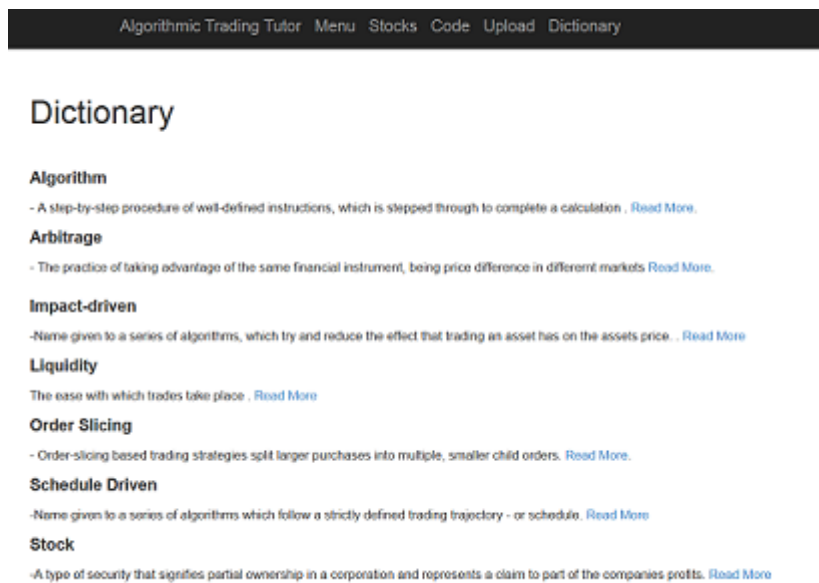 Algorithmic Trading Tutor Menu Stocks Code Upload Dictionary
Dictionary
Algorithm
- A step-by-step procedure of well-defined instructions, which is stepped through to complete a calculation . Read More.
Arbitrage
- The practice of taking advantage of the same financial instrument, being price difference in differernt markets Read More.
Impact-driven
-Name given to a series of algorithms, which try and reduce the effect that trading an asset has on the assets price. . Read More
Liquidity
The ease with which trades take place . Read More
Order Slicing
- Order-slicing based trading strategies split larger purchases into multiple, smaller child orders. Read More.
Schedule Driven
-Name given to a series of algorithms which follow a strictly defined trading trajectory - or schedule. Read More
Stock
-A type of security that signifies partial ownership in a corporation and represents a claim to part of the companies profits. Read More